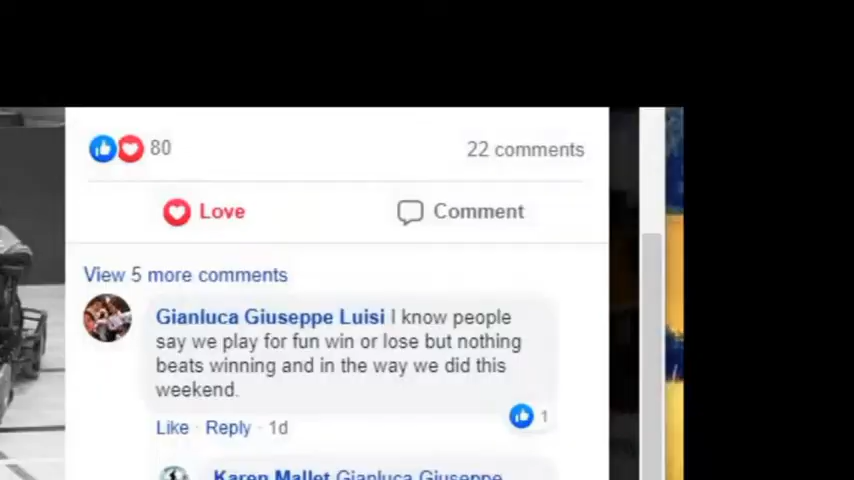 80
22 comments
Love
Comment
View 5 more comments
Gianluca Giuseppe Luisi I know people
say we play for fun win or lose but nothing
beats winning and in the way we did this
weekend.
1
Like · Reply · 1d
Karen Mallet Gianluca Giuseppe